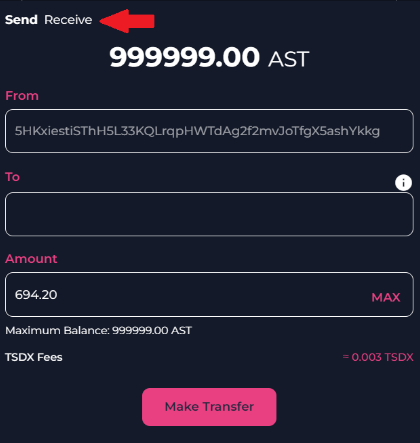 Send Receive
999999.00 AST
From
5HKxiestiSThH5L33KQLrqpHWTdAg2f2mvJoTfgX5ashYkkg
To
i
Amount
694.20 MAX
Maximum Balance: 999999.00 AST
TSDX Fees = 0.003 TSDX
Make Transfer